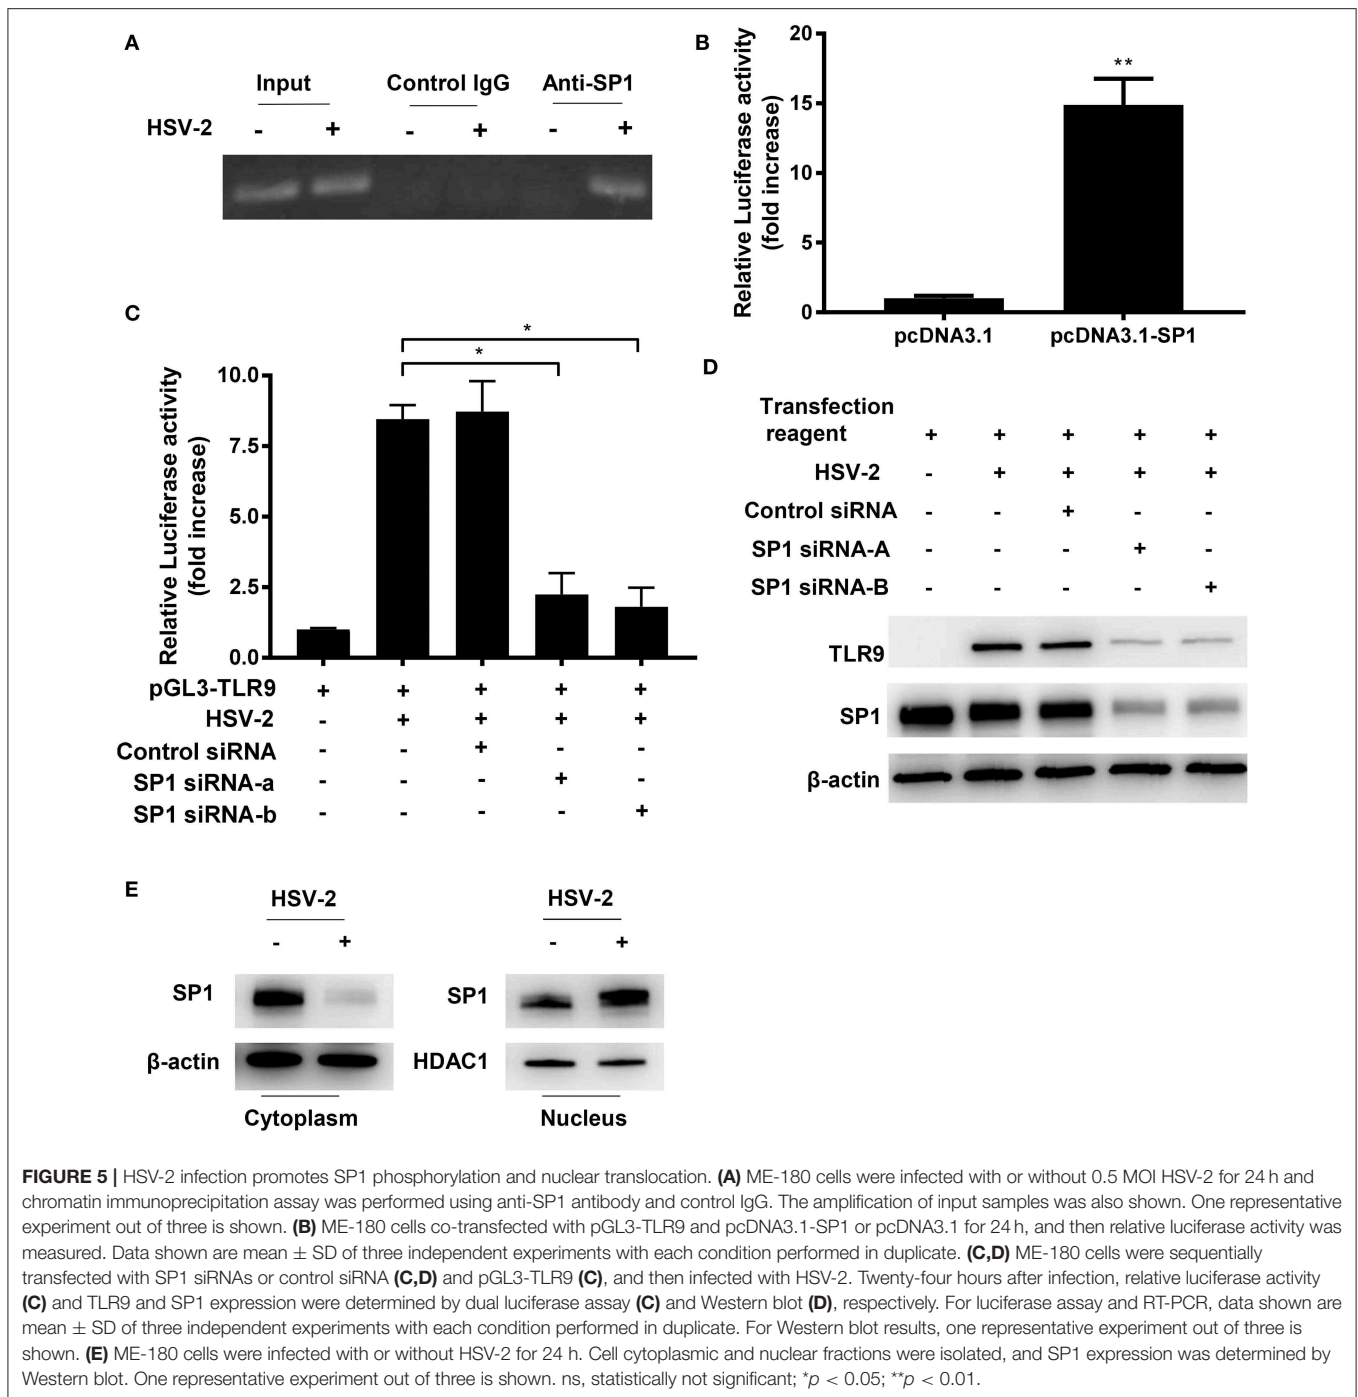 A
Input Control IgG Anti-SP1
HSV-2 - + - + - +
B
Relative Luciferase activity
(fold increase)
20
15
10
5
0
**
pcDNA3.1 pcDNA3.1-SP1
C
Relative Luciferase activity
(fold increase)
10.0
7.5
5.0
2.5
0.0
*
*
pGL3-TLR9 + + + + +
HSV-2 - + + + +
Control siRNA - - + - -
SP1 siRNA-a - - - + -
SP1 siRNA-b - - - - +
D
Transfection
reagent + + + + +
HSV-2 - + + + +
Control siRNA - - + - -
SP1 siRNA-A - - - + -
SP1 siRNA-B - - - - +
TLR9
SP1
β-actin
E
HSV-2 HSV-2
- + - +
SP1 SP1
β-actin HDAC1
Cytoplasm Nucleus
FIGURE 5 | HSV-2 infection promotes SP1 phosphorylation and nuclear translocation. (A) ME-180 cells were infected with or without 0.5 MOI HSV-2 for 24 h and
chromatin immunoprecipitation assay was performed using anti-SP1 antibody and control IgG. The amplification of input samples was also shown. One representative
experiment out of three is shown. (B) ME-180 cells co-transfected with pGL3-TLR9 and pcDNA3.1-SP1 or pcDNA3.1 for 24 h, and then relative luciferase activity was
measured. Data shown are mean ± SD of three independent experiments with each condition performed in duplicate. (C,D) ME-180 cells were sequentially
transfected with SP1 siRNAs or control siRNA (C,D) and pGL3-TLR9 (C), and then infected with HSV-2. Twenty-four hours after infection, relative luciferase activity
(C) and TLR9 and SP1 expression were determined by dual luciferase assay (C) and Western blot (D), respectively. For luciferase assay and RT-PCR, data shown are
mean ± SD of three independent experiments with each condition performed in duplicate. For Western blot results, one representative experiment out of three is
shown. (E) ME-180 cells were infected with or without HSV-2 for 24 h. Cell cytoplasmic and nuclear fractions were isolated, and SP1 expression was determined by
Western blot. One representative experiment out of three is shown. ns, statistically not significant; *p < 0.05; **p < 0.01.